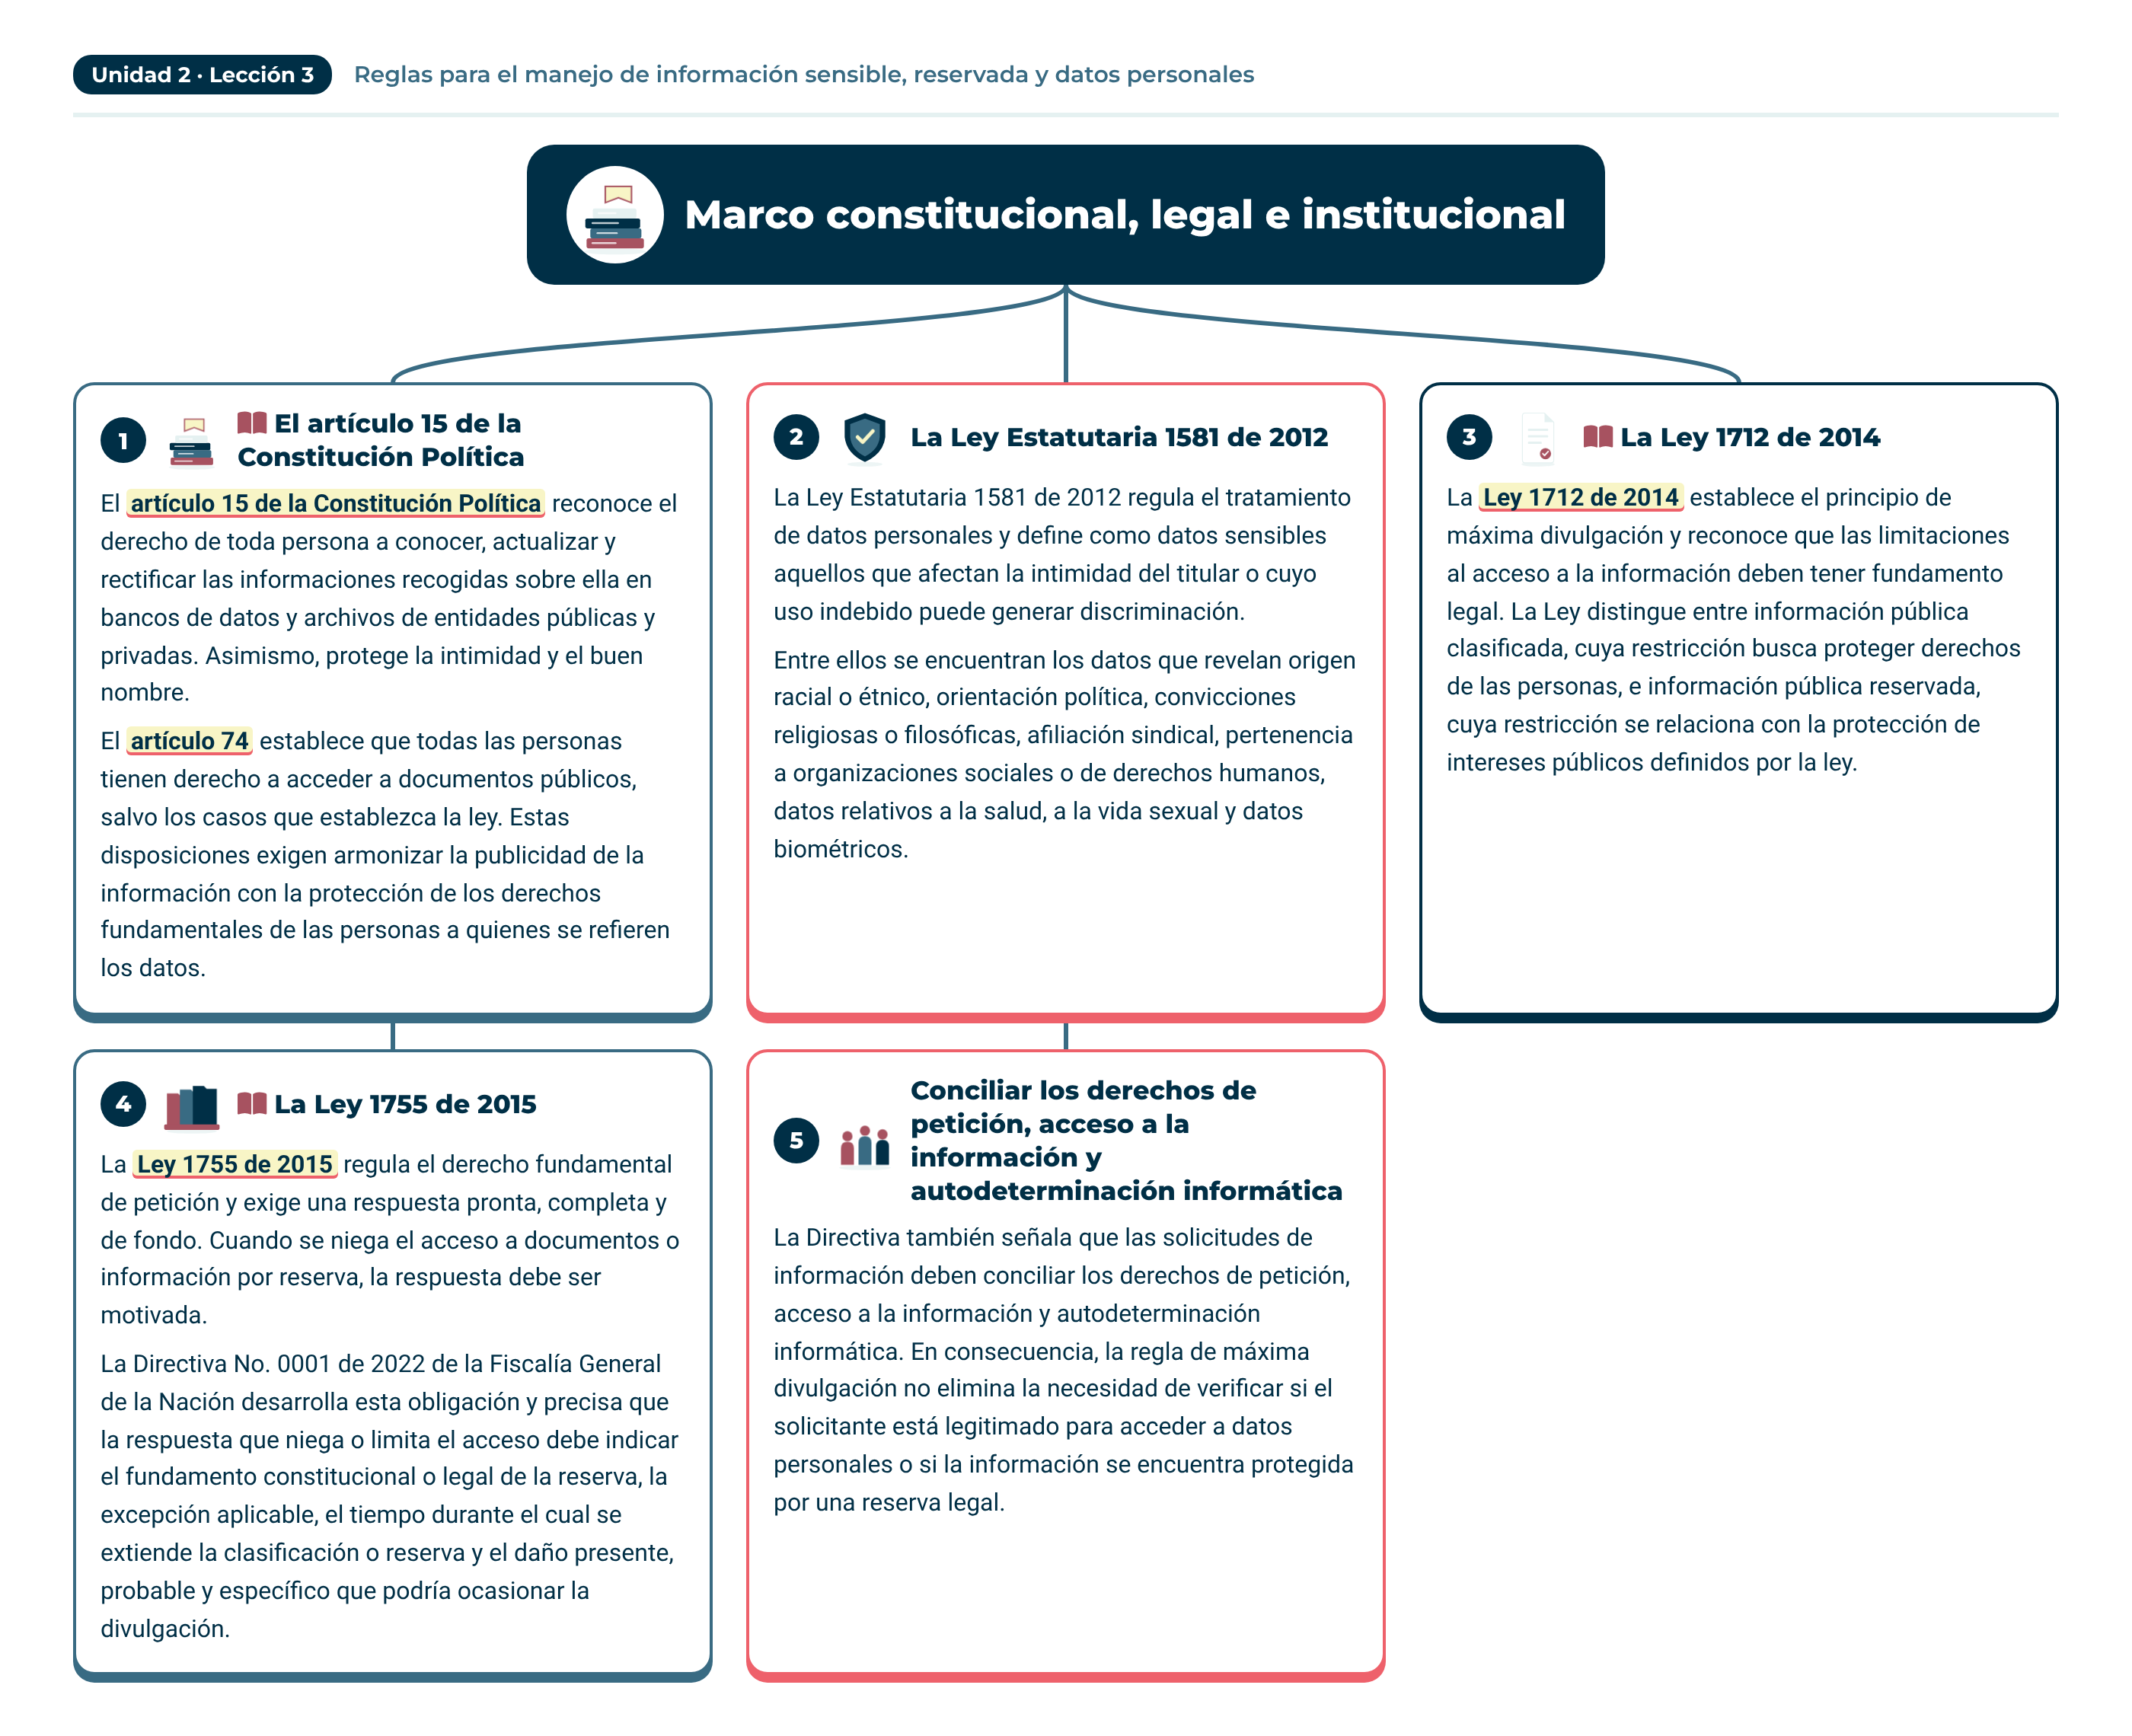 Unidad 2 · Lección 3
Reglas para el manejo de información sensible, reservada y datos personales
Marco constitucional, legal e institucional
1
El artículo 15 de la
Constitución Política
El artículo 15 de la Constitución Política reconoce el
derecho de toda persona a conocer, actualizar y
rectificar las informaciones recogidas sobre ella en
bancos de datos y archivos de entidades públicas y
privadas. Asimismo, protege la intimidad y el buen
nombre.
El artículo 74 establece que todas las personas
tienen derecho a acceder a documentos públicos,
salvo los casos que establezca la ley. Estas
disposiciones exigen armonizar la publicidad de la
información con la protección de los derechos
fundamentales de las personas a quienes se refieren
los datos.
2
La Ley Estatutaria 1581 de 2012
La Ley Estatutaria 1581 de 2012 regula el tratamiento
de datos personales y define como datos sensibles
aquellos que afectan la intimidad del titular o cuyo
uso indebido puede generar discriminación.
Entre ellos se encuentran los datos que revelan origen
racial o étnico, orientación política, convicciones
religiosas o filosóficas, afiliación sindical, pertenencia
a organizaciones sociales o de derechos humanos,
datos relativos a la salud, a la vida sexual y datos
biométricos.
3
La Ley 1712 de 2014
La Ley 1712 de 2014 establece el principio de
máxima divulgación y reconoce que las limitaciones
al acceso a la información deben tener fundamento
legal. La Ley distingue entre información pública
clasificada, cuya restricción busca proteger derechos
de las personas, e información pública reservada,
cuya restricción se relaciona con la protección de
intereses públicos definidos por la ley.
4
La Ley 1755 de 2015
La Ley 1755 de 2015 regula el derecho fundamental
de petición y exige una respuesta pronta, completa y
de fondo. Cuando se niega el acceso a documentos o
información por reserva, la respuesta debe ser
motivada.
La Directiva No. 0001 de 2022 de la Fiscalía General
de la Nación desarrolla esta obligación y precisa que
la respuesta que niega o limita el acceso debe indicar
el fundamento constitucional o legal de la reserva, la
excepción aplicable, el tiempo durante el cual se
extiende la clasificación o reserva y el daño presente,
probable y específico que podría ocasionar la
divulgación.
5
Conciliar los derechos de
petición, acceso a la
información y
autodeterminación informática
La Directiva también señala que las solicitudes de
información deben conciliar los derechos de petición,
acceso a la información y autodeterminación
informática. En consecuencia, la regla de máxima
divulgación no elimina la necesidad de verificar si el
solicitante está legitimado para acceder a datos
personales o si la información se encuentra protegida
por una reserva legal.